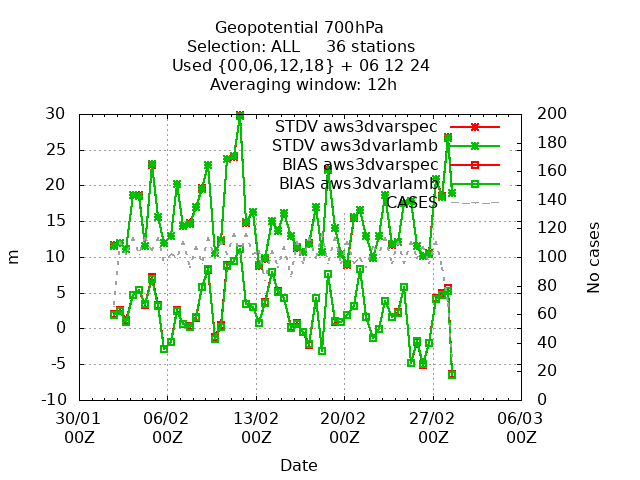 Geopotential 700hPa
Selection: ALL 36 stations
Used {00,06,12,18} + 06 12 24
Averaging window: 12h
STDV aws3dvarspec
STDV aws3dvarlamb
BIAS aws3dvarspec
BIAS aws3dvarlamb
CASES
30
25
20
15
10
5
0
-5
-10
m
200
180
160
140
120
100
80
60
40
20
0
No cases
30/01 06/02 13/02 20/02 27/02 06/03
00Z 00Z 00Z 00Z 00Z 00Z
Date